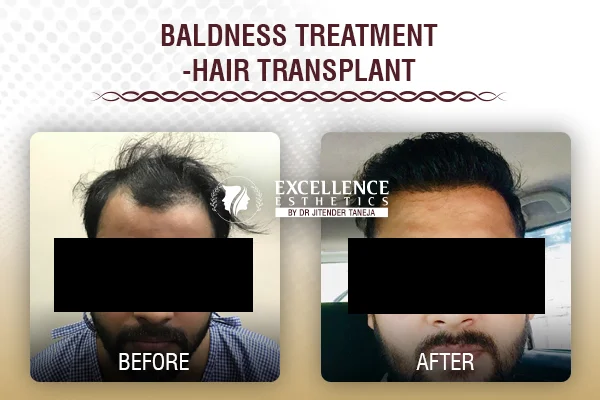 BALDNESS TREATMENT
-HAIR TRANSPLANT
EXCELLENCE
ESTHETICS
BY DR JITENDER TANEJA
BEFORE
AFTER